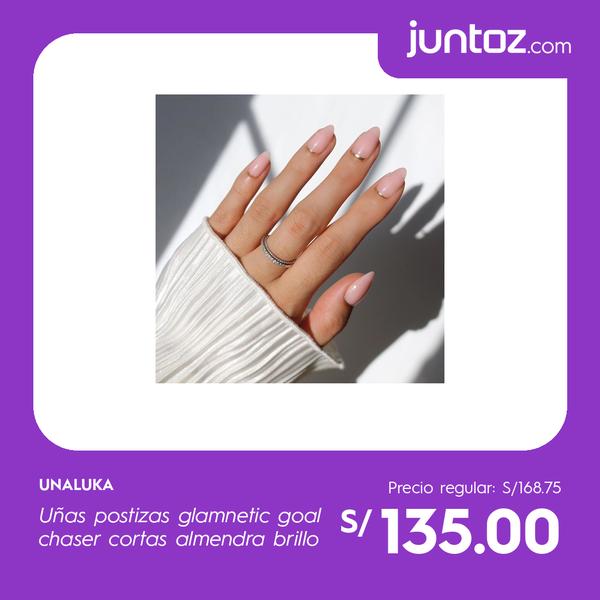 juntoz.com
UNALUKA
Uñas postizas glamnetic goal
chaser cortas almendra brillo
Precio regular: S/168.75
S/135.00